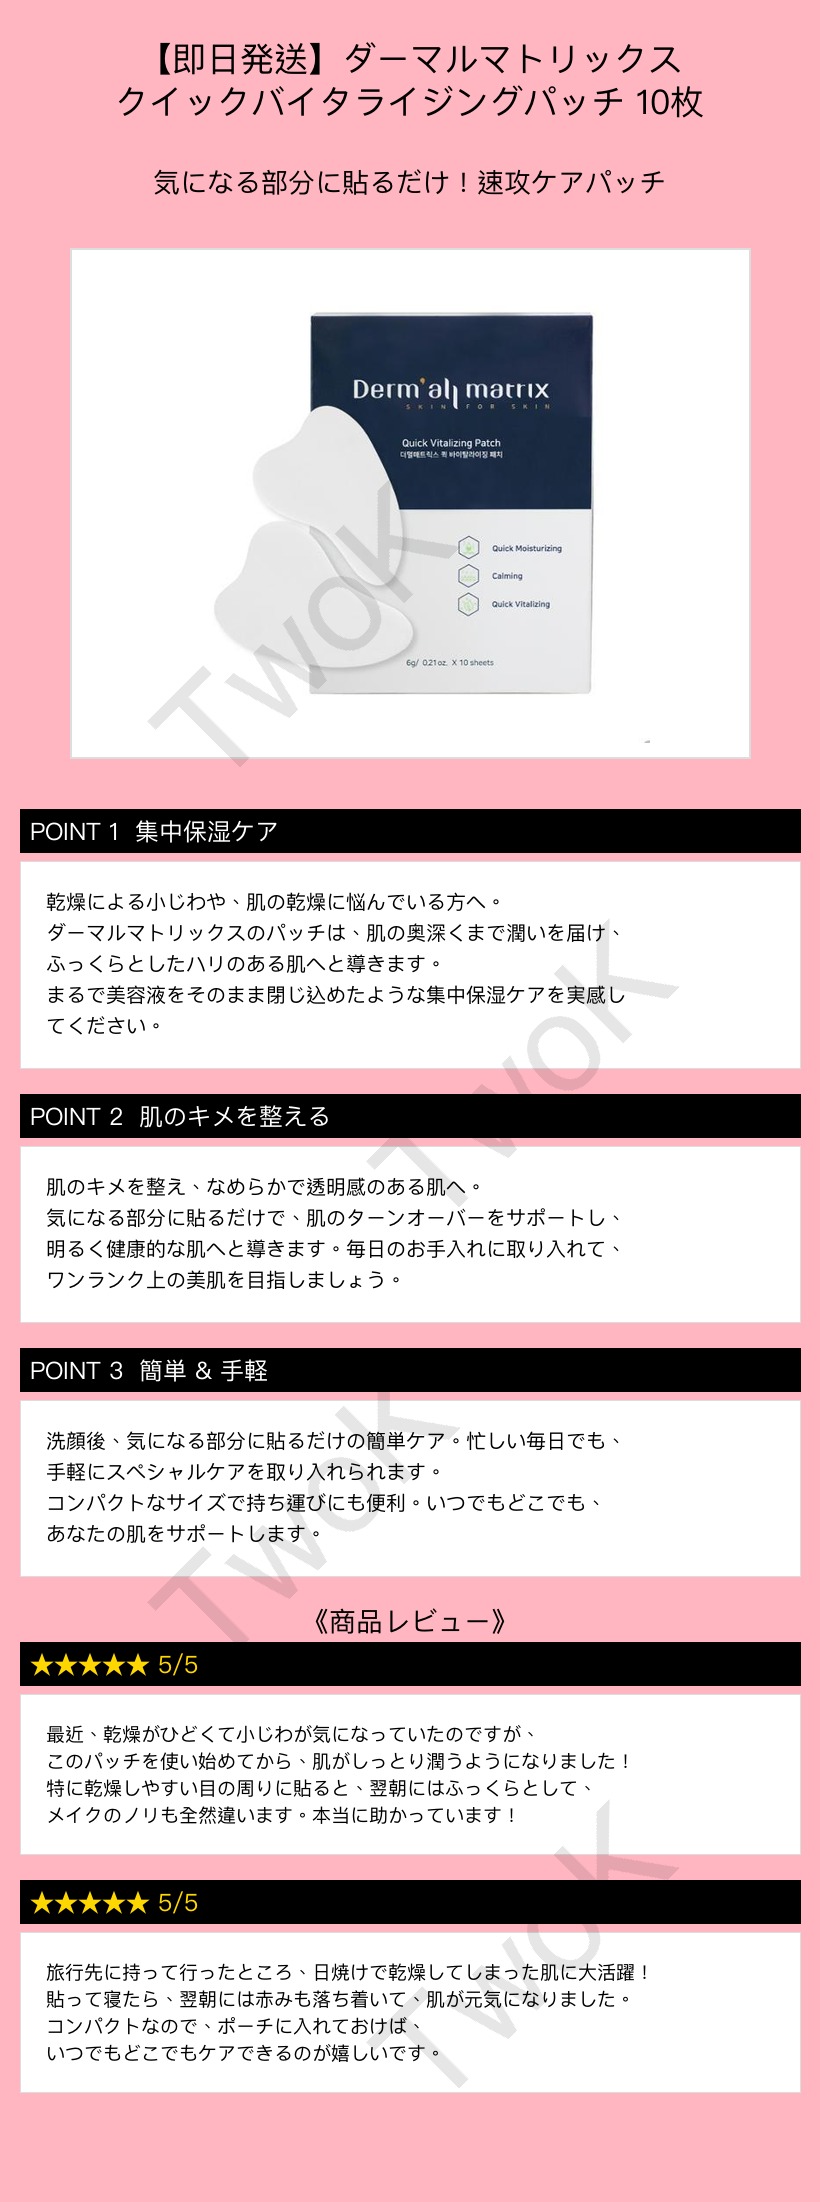 【即日発送】ダーマルマトリックス
クイックバイタライジングパッチ 10枚
気になる部分に貼るだけ！速攻ケアパッチ
Derm'alj matrix
SKIN FOR SKIN
Quick Vitalizing Patch
더멀매트릭스 퀵 바이탈라이징 패치
Quick Moisturizing
Calming
Quick Vitalizing
6g/ 0.21oz. X 10 sheets
TwoK
POINT 1 集中保湿ケア
乾燥による小じわや、肌の乾燥に悩んでいる方へ。
ダーマルマトリックスのパッチは、肌の奥深くまで潤いを届け、
ふっくらとしたハリのある肌へと導きます。
まるで美容液をそのまま閉じ込めたような集中保湿ケアを実感し
てください。
TwoK
POINT 2 肌のキメを整える
肌のキメを整え、なめらかで透明感のある肌へ。
気になる部分に貼るだけで、肌のターンオーバーをサポートし、
明るく健康的な肌へと導きます。毎日のお手入れに取り入れて、
ワンランク上の美肌を目指しましょう。
POINT 3 簡単 & 手軽
洗顔後、気になる部分に貼るだけの簡単ケア。忙しい毎日でも、
手軽にスペシャルケアを取り入れられます。
コンパクトなサイズで持ち運びにも便利。いつでもどこでも、
あなたの肌をサポートします。
TwoK
《商品レビュー》
★★★★★ 5/5
最近、乾燥がひどくて小じわが気になっていたのですが、
このパッチを使い始めてから、肌がしっとり潤うようになりました！
特に乾燥しやすい目の周りに貼ると、翌朝にはふっくらとして、
メイクのノリも全然違います。本当に助かっています！
★★★★★ 5/5
旅行先に持って行ったところ、日焼けで乾燥してしまった肌に大活躍！
貼って寝たら、翌朝には赤みも落ち着いて、肌が元気になりました。
コンパクトなので、ポーチに入れておけば、
いつでもどこでもケアできるのが嬉しいです。
TwoK